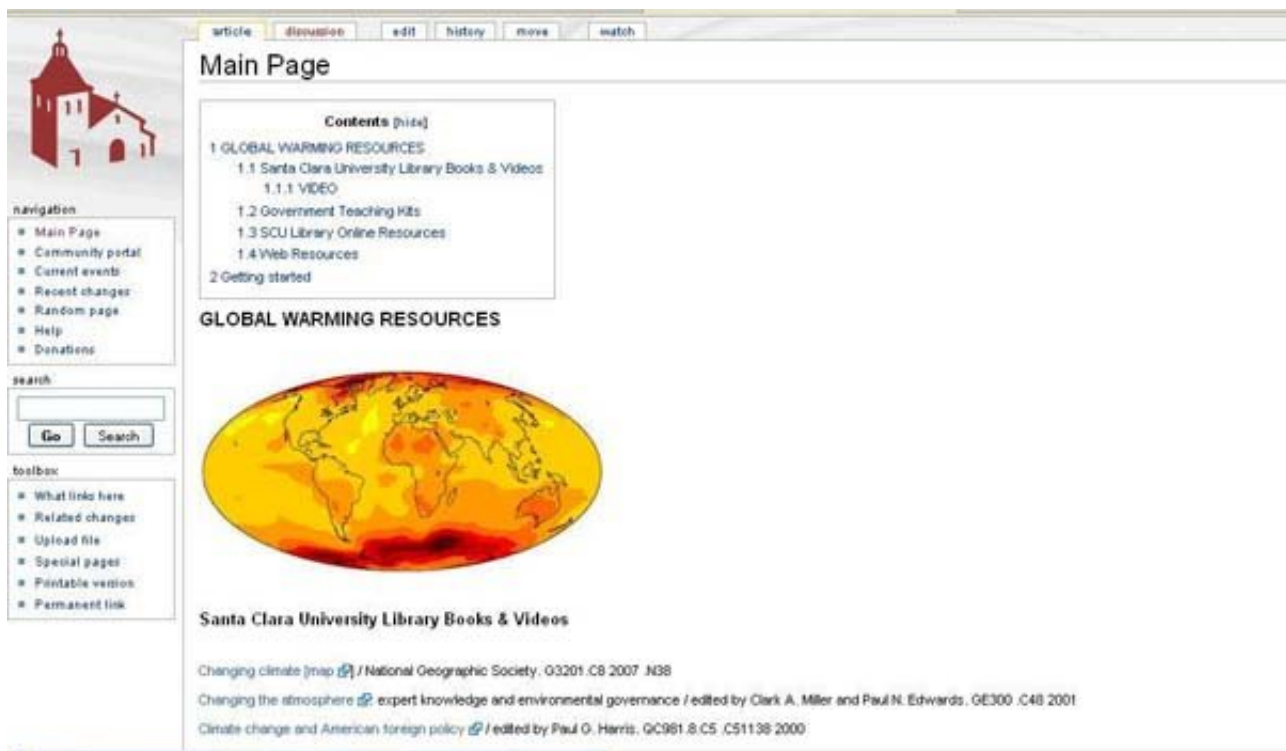 article discussion edit history move watch
Main Page
Contents [hide]
1 GLOBAL WARMING RESOURCES
1.1 Santa Clara University Library Books & Videos
1.1.1 VIDEO
1.2 Government Teaching Kits
1.3 SCU Library Online Resources
1.4 Web Resources
2 Getting started
navigation
Main Page
Community portal
Current events
Recent changes
Random page
Help
Donations
search
Go Search
toolbox
What links here
Related changes
Upload file
Special pages
Printable version
Permanent link
GLOBAL WARMING RESOURCES
Santa Clara University Library Books & Videos
Changing climate [map] / National Geographic Society. G3201.C8 2007 .N38
Changing the atmosphere expert knowledge and environmental governance / edited by Clark A. Miller and Paul N. Edwards. GE300 .C48 2001
Climate change and American foreign policy / edited by Paul G. Harris. QC981.8.C5 .C51138 2000